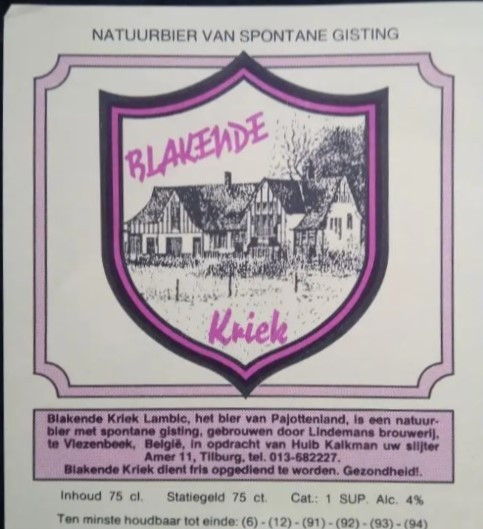 NATUURBIER VAN SPONTANE GISTING
BLAKENDE
Kriek
Blakende Kriek Lambic, het bier van Pajottenland, is een natuur-
bier met spontane gisting, gebrouwen door Lindemans brouwerij,
te Vlezenbeek, België, in opdracht van Huib Kalkman uw slijter
Amer 11, Tilburg, tel. 013-682227.
Blakende Kriek dient fris opgediend te worden. Gezondheid!.
Inhoud 75 cl. Statiegeld 75 ct. Cat.: 1 SUP. Alc. 4%
Ten minste houdbaar tot einde: (6) - (12) - (91) - (92) - (93) - (94)